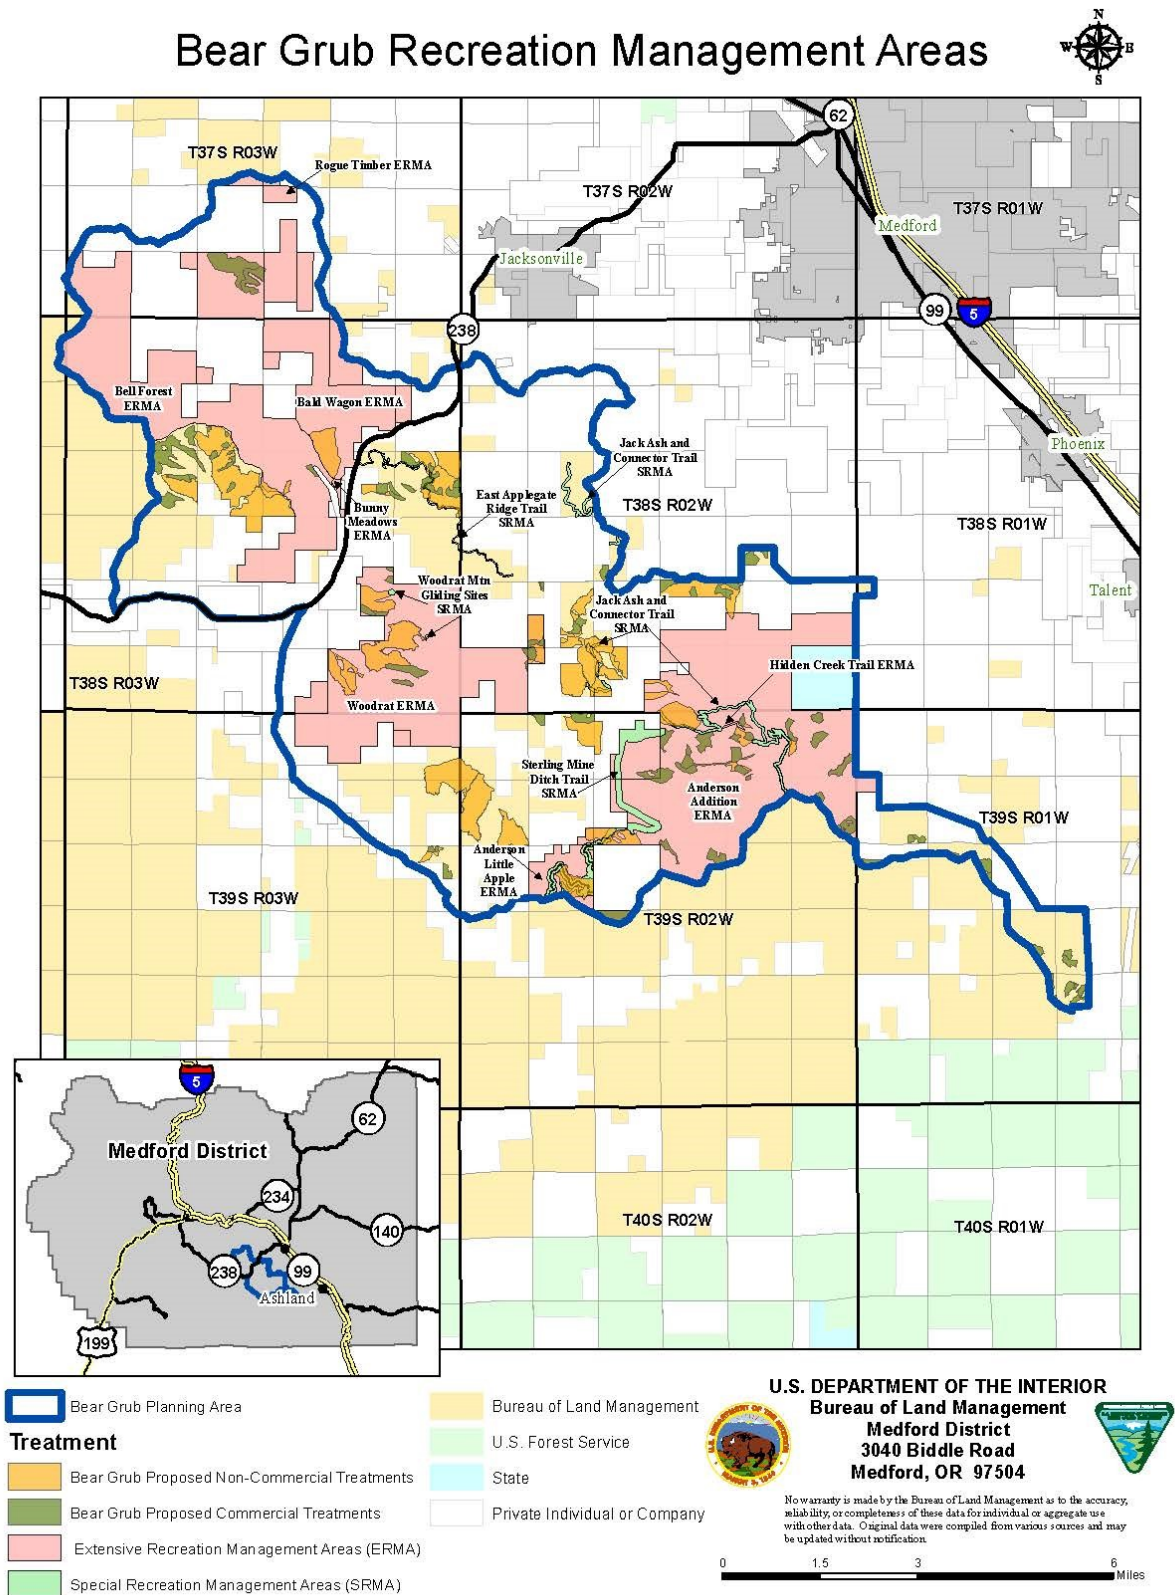 Bear Grub Recreation Management Areas
N
W
E
S
62
T37S R03W
Rogue Timber ERMA
T37S R02W
T37S R01W
Medford
Jacksonville
99
5
238
Bell Forest
ERMA
Bald Wagon ERMA
Jack Ash and
Connector Trail
SRMA
Phoenix
East Applegate
Ridge Trail
SRMA
T38S R02W
Bunny
Meadows
ERMA
T38S R01W
Woodrat Mtn
Gliding Sites
SRMA
Jack Ash and
Connector Trail
SRMA
Talent
Hidden Creek Trail ERMA
T38S R03W
Woodrat ERMA
Sterling Mine
Ditch Trail
SRMA
Anderson
Addition
ERMA
T39S R01W
Anderson
Little
Apple
ERMA
T39S R03W
T39S R02W
5
62
Medford District
234
140
238
99
Ashland
199
T40S R02W
T40S R01W
Bear Grub Planning Area
Treatment
Bear Grub Proposed Non-Commercial Treatments
Bear Grub Proposed Commercial Treatments
Extensive Recreation Management Areas (ERMA)
Special Recreation Management Areas (SRMA)
Bureau of Land Management
U.S. Forest Service
State
Private Individual or Company
U.S. DEPARTMENT OF THE INTERIOR
Bureau of Land Management
Medford District
3040 Biddle Road
Medford, OR 97504
U.S. DEPARTMENT OF THE INTERIOR
MARCH 3, 1849
No warranty is made by the Bureau of Land Management as to the accuracy,
reliability, or completeness of these data for individual or aggregate use
with other data. Original data were compiled from various sources and may
be updated without notification.
0 1.5 3 6
Miles